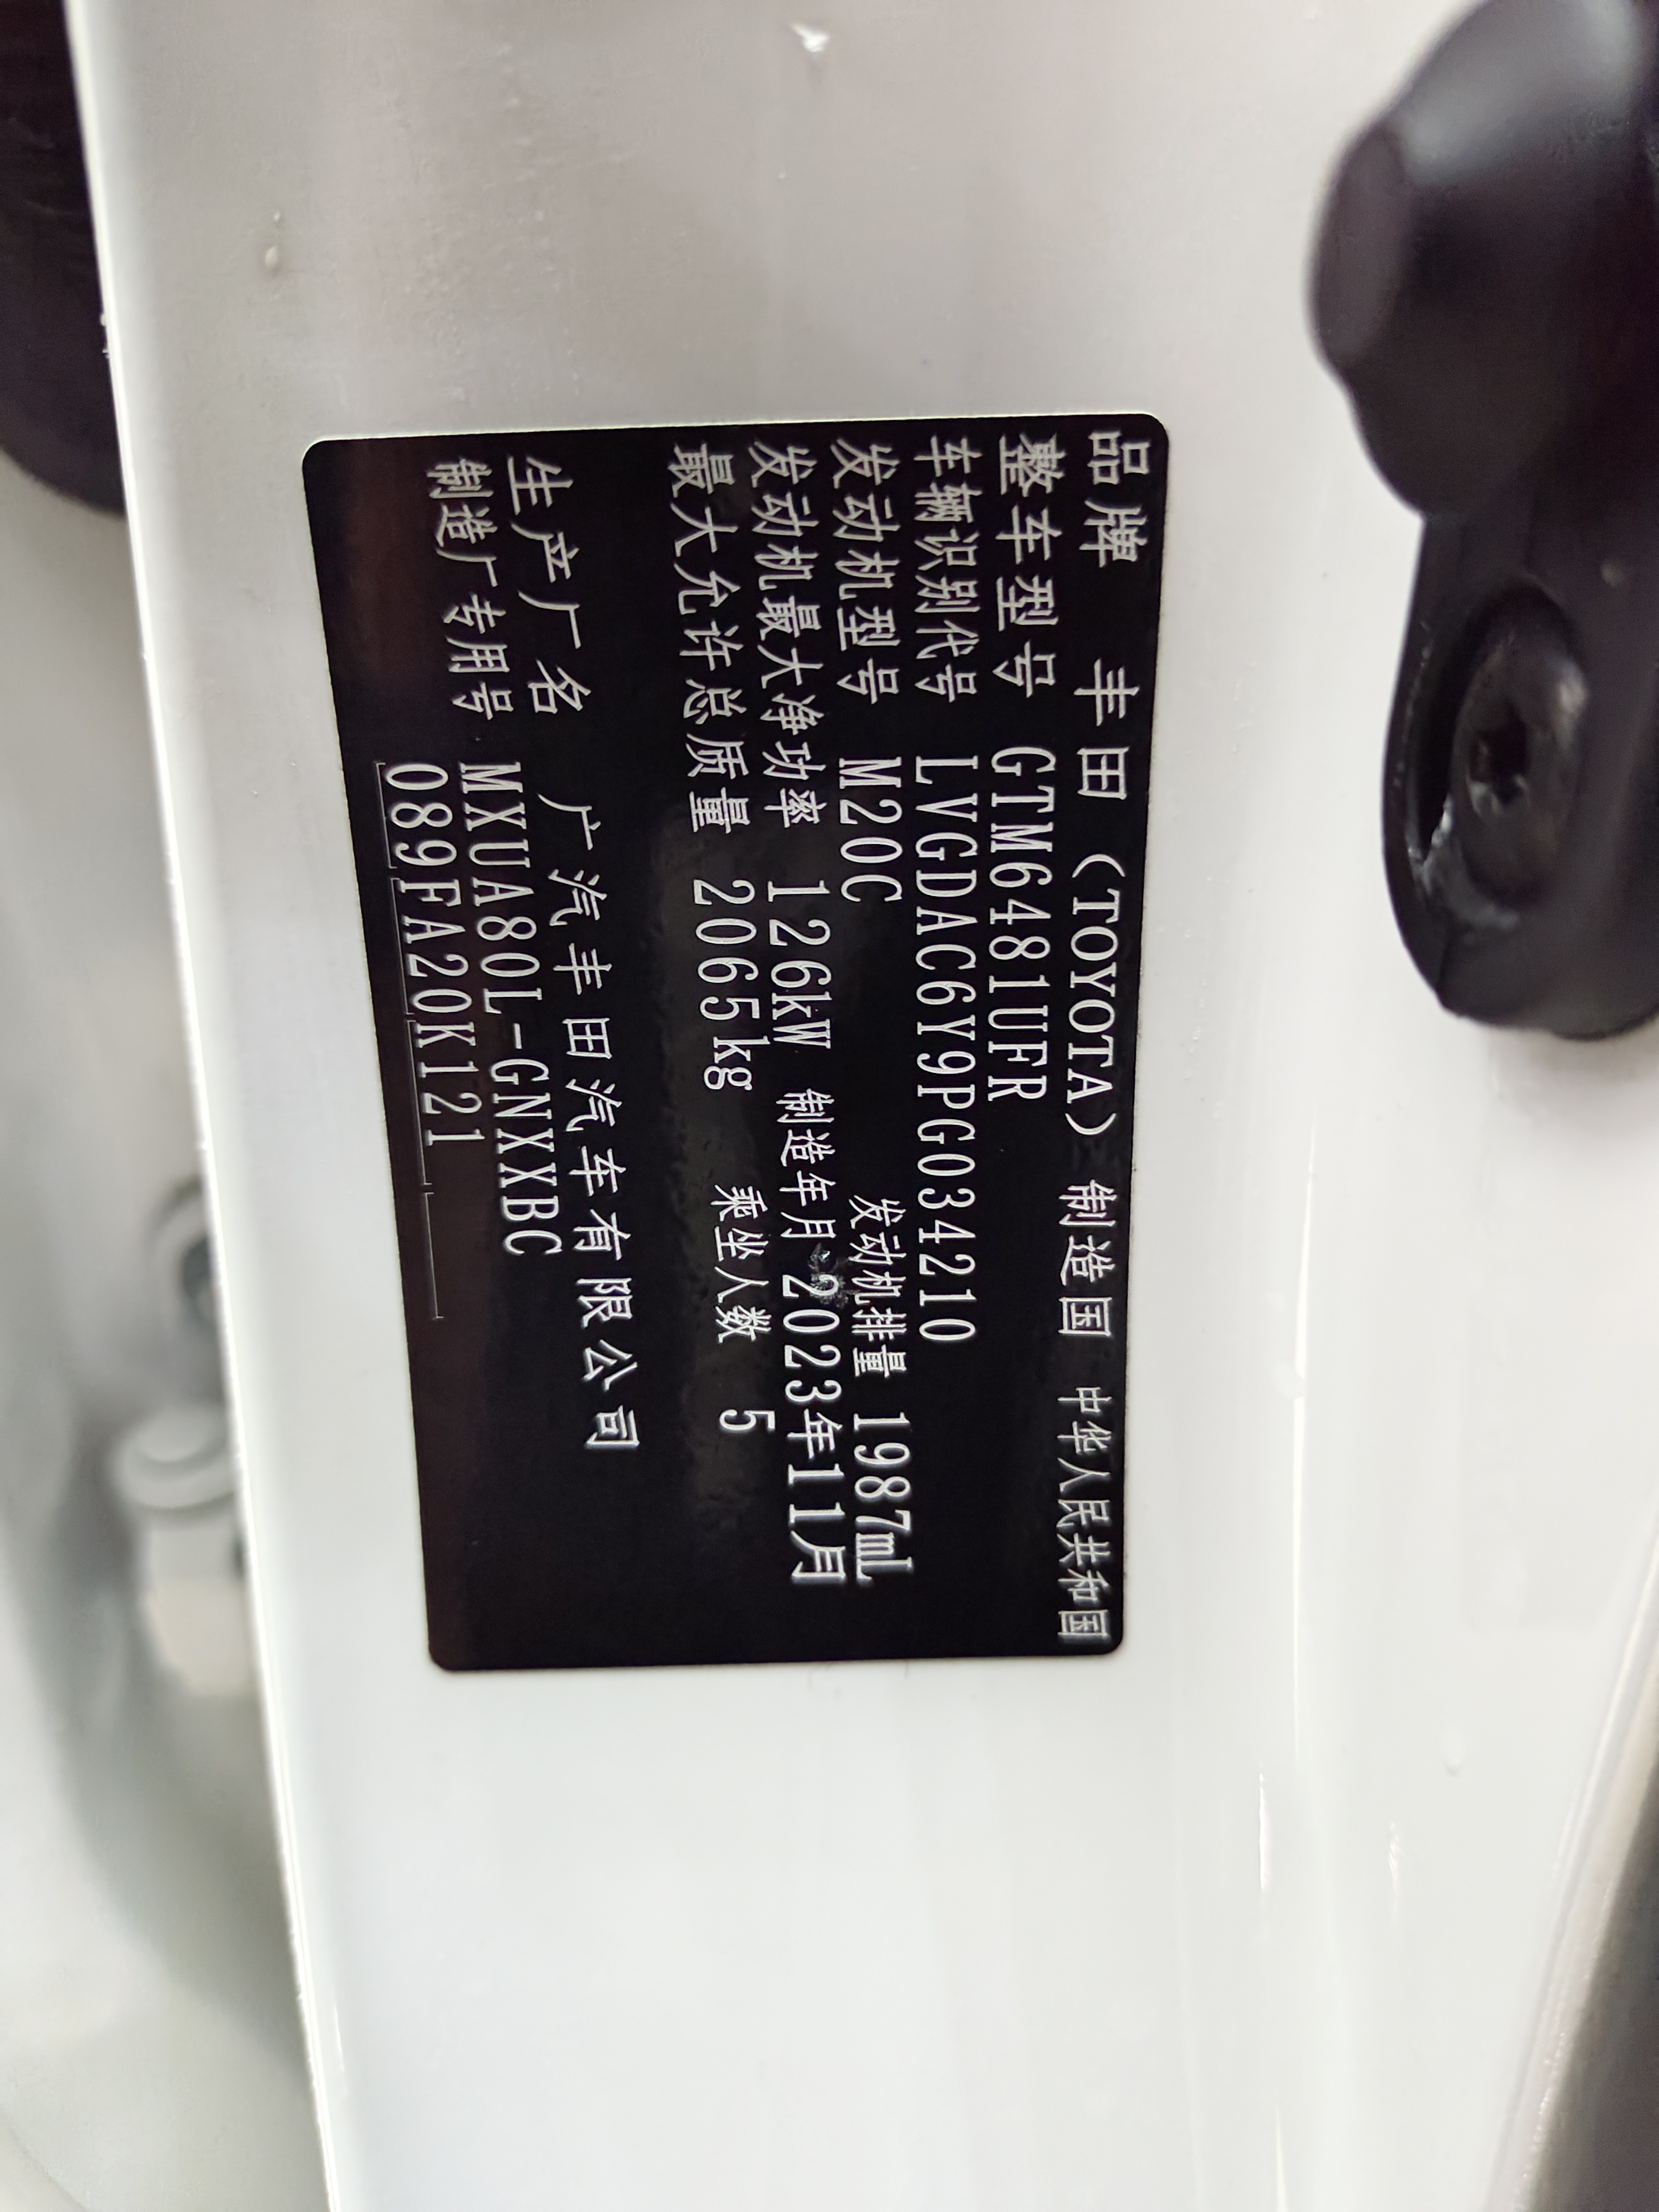 品牌 丰田（TOYOTA） 制造国 中华人民共和国
整车型号 GTM6481UFR
车辆识别代号 LVGDAC6Y9PG034210
发动机型号 M20C 发动机排量 1987mL
发动机最大净功率 126kW 制造年月 2023年11月
最大允许总质量 2065kg 乘坐人数 5
生产厂名 广汽丰田汽车有限公司
制造厂专用号 MXUA80L-GNXXBC
089FA20K121